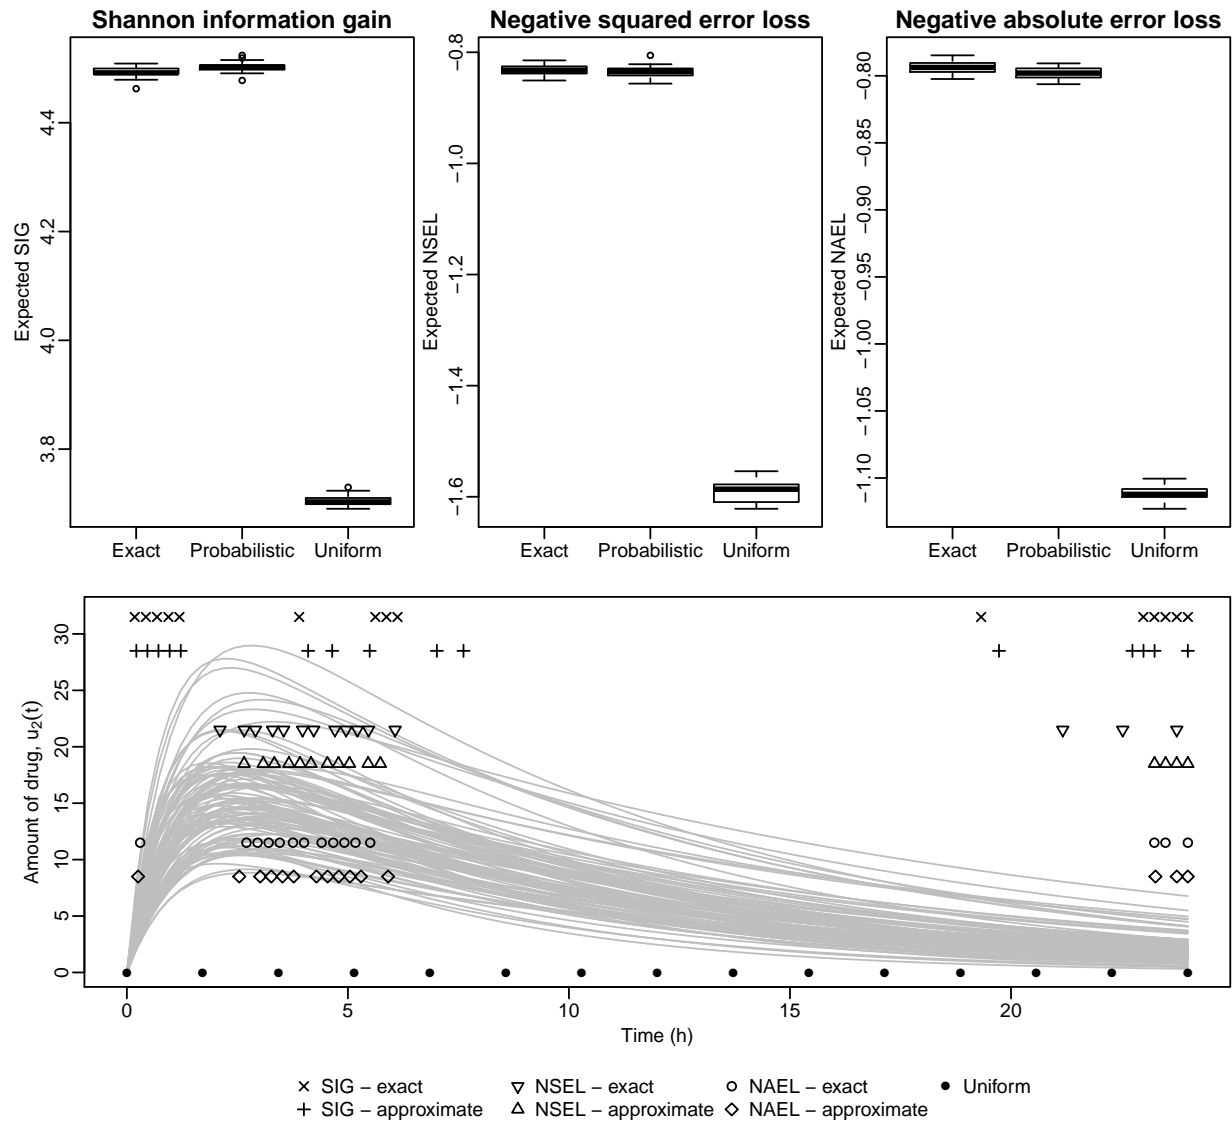 Shannon information gain
Expected SIG
4.4
4.2
4.0
3.8
Exact Probabilistic Uniform
Negative squared error loss
Expected NSEL
−0.8
−1.0
−1.2
−1.4
−1.6
Exact Probabilistic Uniform
Negative absolute error loss
Expected NAEL
−0.80
−0.85
−0.90
−0.95
−1.00
−1.05
−1.10
Exact Probabilistic Uniform
Amount of drug, u₂(t)
30
25
20
15
10
5
0
0 5 10 15 20
Time (h)
SIG − exact NSEL − exact NAEL − exact Uniform
SIG − approximate NSEL − approximate NAEL − approximate